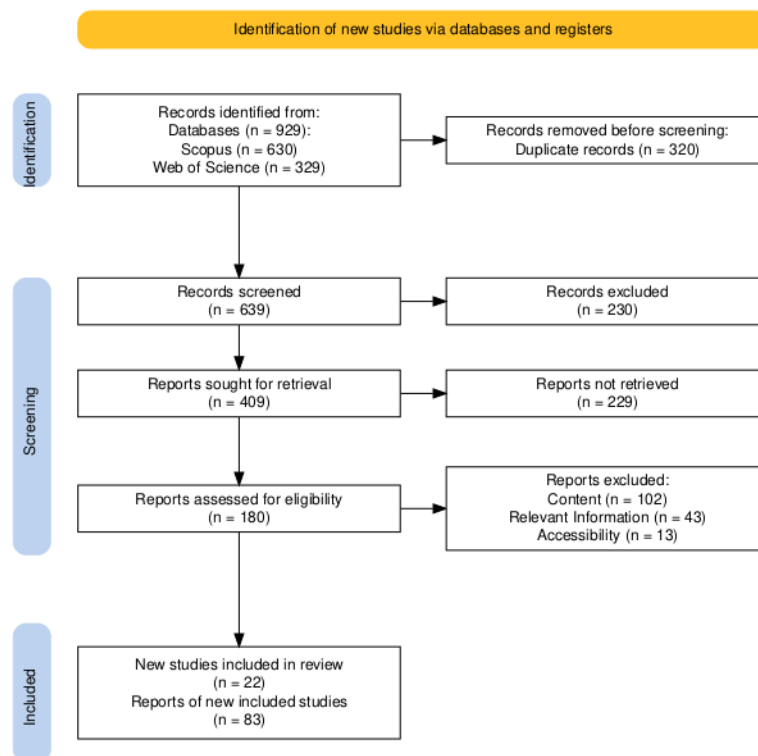 Identification of new studies via databases and registers
Identification
Records identified from:
Databases (n = 929):
Scopus (n = 630)
Web of Science (n = 329)
Records removed before screening:
Duplicate records (n = 320)
Screening
Records screened
(n = 639)
Records excluded
(n = 230)
Reports sought for retrieval
(n = 409)
Reports not retrieved
(n = 229)
Reports assessed for eligibility
(n = 180)
Reports excluded:
Content (n = 102)
Relevant Information (n = 43)
Accessibility (n = 13)
Included
New studies included in review
(n = 22)
Reports of new included studies
(n = 83)